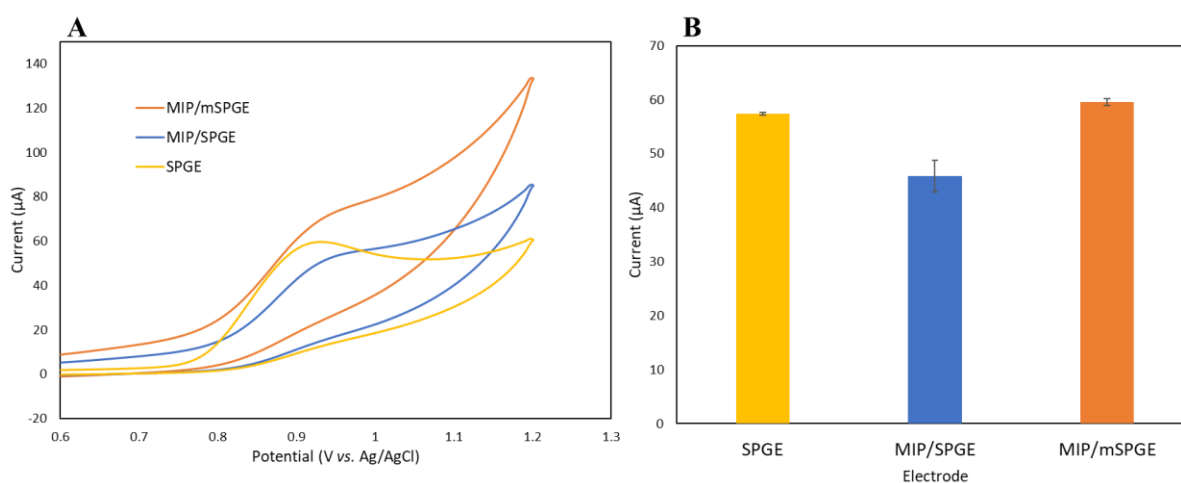 A
Current (µA)
140
120
100
80
60
40
20
0
-20
MIP/mSPGE
MIP/SPGE
SPGE
0.6 0.7 0.8 0.9 1 1.1 1.2 1.3
Potential (V vs. Ag/AgCl)
B
Current (µA)
70
60
50
40
30
20
10
0
SPGE MIP/SPGE MIP/mSPGE
Electrode